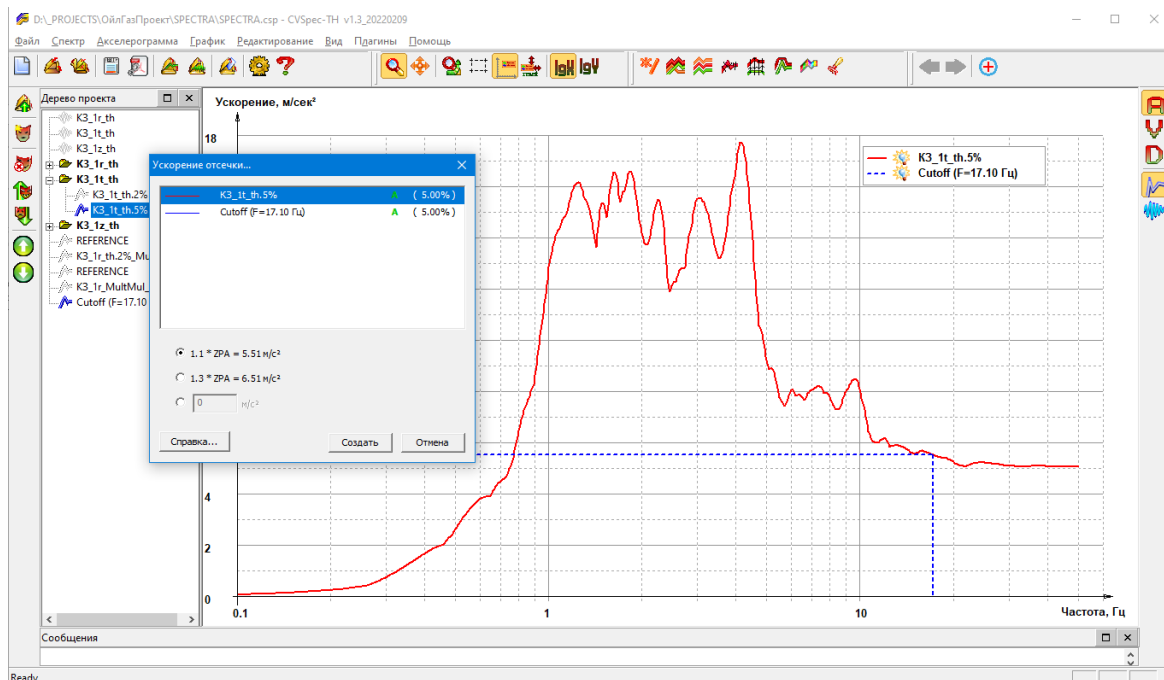 D:\_PROJECTS\ОйлГазПроект\SPECTRA\SPECTRA.csp - CVSpec-TH v1.3_20220209
Файл Спектр Акселерограмма График Редактирование Вид Плагины Помощь
lgX lgY
Дерево проекта
K3_1r_th
K3_1t_th
K3_1z_th
K3_1r_th
K3_1t_th
K3_1t_th.2%
K3_1t_th.5%
K3_1z_th
REFERENCE
K3_1r_th.2%_Mu
REFERENCE
K3_1r_MultMul_
Cutoff (F=17.10
Ускорение, м/сек²
18
4
2
0
0.1
1
10
Частота, Гц
K3_1t_th.5%
Cutoff (F=17.10 Гц)
Ускорение отсечки...
K3_1t_th.5% A ( 5.00%)
Cutoff (F=17.10 Гц) A ( 5.00%)
1.1 * ZPA = 5.51 м/с²
1.3 * ZPA = 6.51 м/с²
0 м/с²
Справка... Создать Отмена
A
V
D
Сообщения
Ready